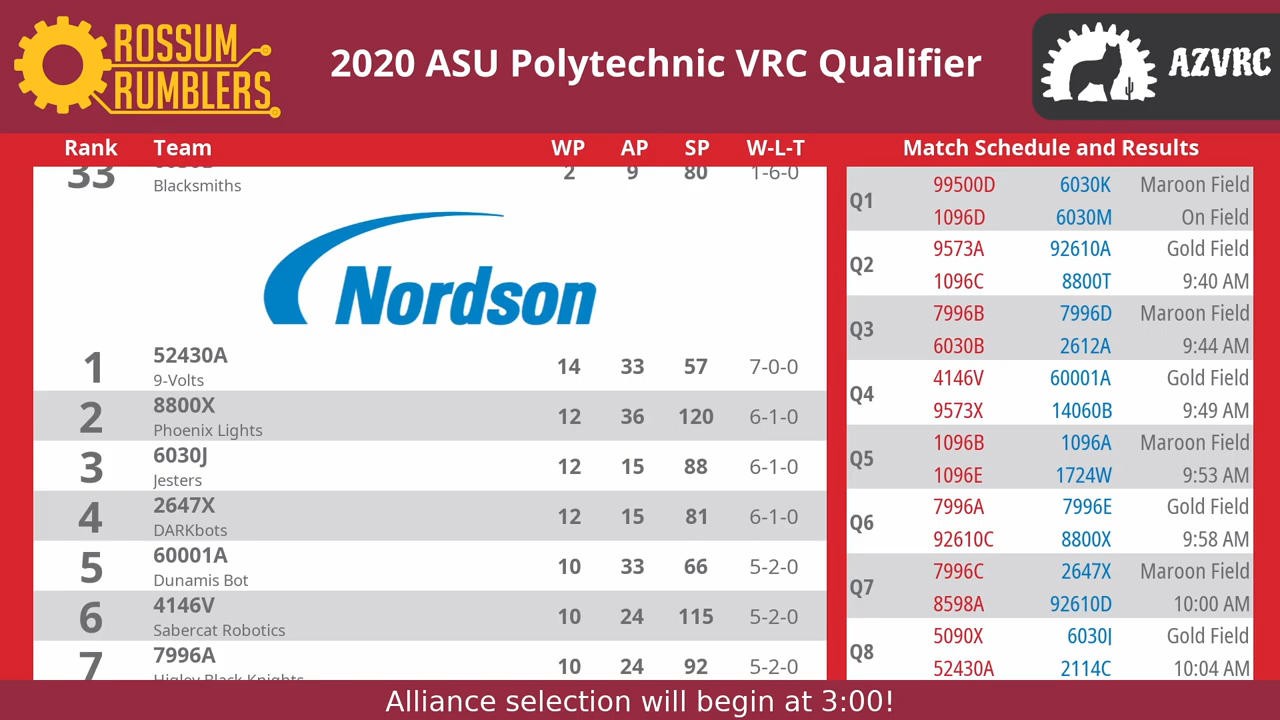 ROSSUM
RUMBLERS
2020 ASU Polytechnic VRC Qualifier
AZVRC
Rank Team WP AP SP W-L-T
33 2 9 80 1-6-0
Blacksmiths
Nordson
1 52430A 14 33 57 7-0-0
9-Volts
2 8800X 12 36 120 6-1-0
Phoenix Lights
3 6030J 12 15 88 6-1-0
Jesters
4 2647X 12 15 81 6-1-0
DARKbots
5 60001A 10 33 66 5-2-0
Dunamis Bot
6 4146V 10 24 115 5-2-0
Sabercat Robotics
7 7996A 10 24 92 5-2-0
Higley Black Knights
Match Schedule and Results
Q1 99500D 6030K Maroon Field
1096D 6030M On Field
Q2 9573A 92610A Gold Field
1096C 8800T 9:40 AM
Q3 7996B 7996D Maroon Field
6030B 2612A 9:44 AM
Q4 4146V 60001A Gold Field
9573X 14060B 9:49 AM
Q5 1096B 1096A Maroon Field
1096E 1724W 9:53 AM
Q6 7996A 7996E Gold Field
92610C 8800X 9:58 AM
Q7 7996C 2647X Maroon Field
8598A 92610D 10:00 AM
Q8 5090X 6030J Gold Field
52430A 2114C 10:04 AM
Alliance selection will begin at 3:00!